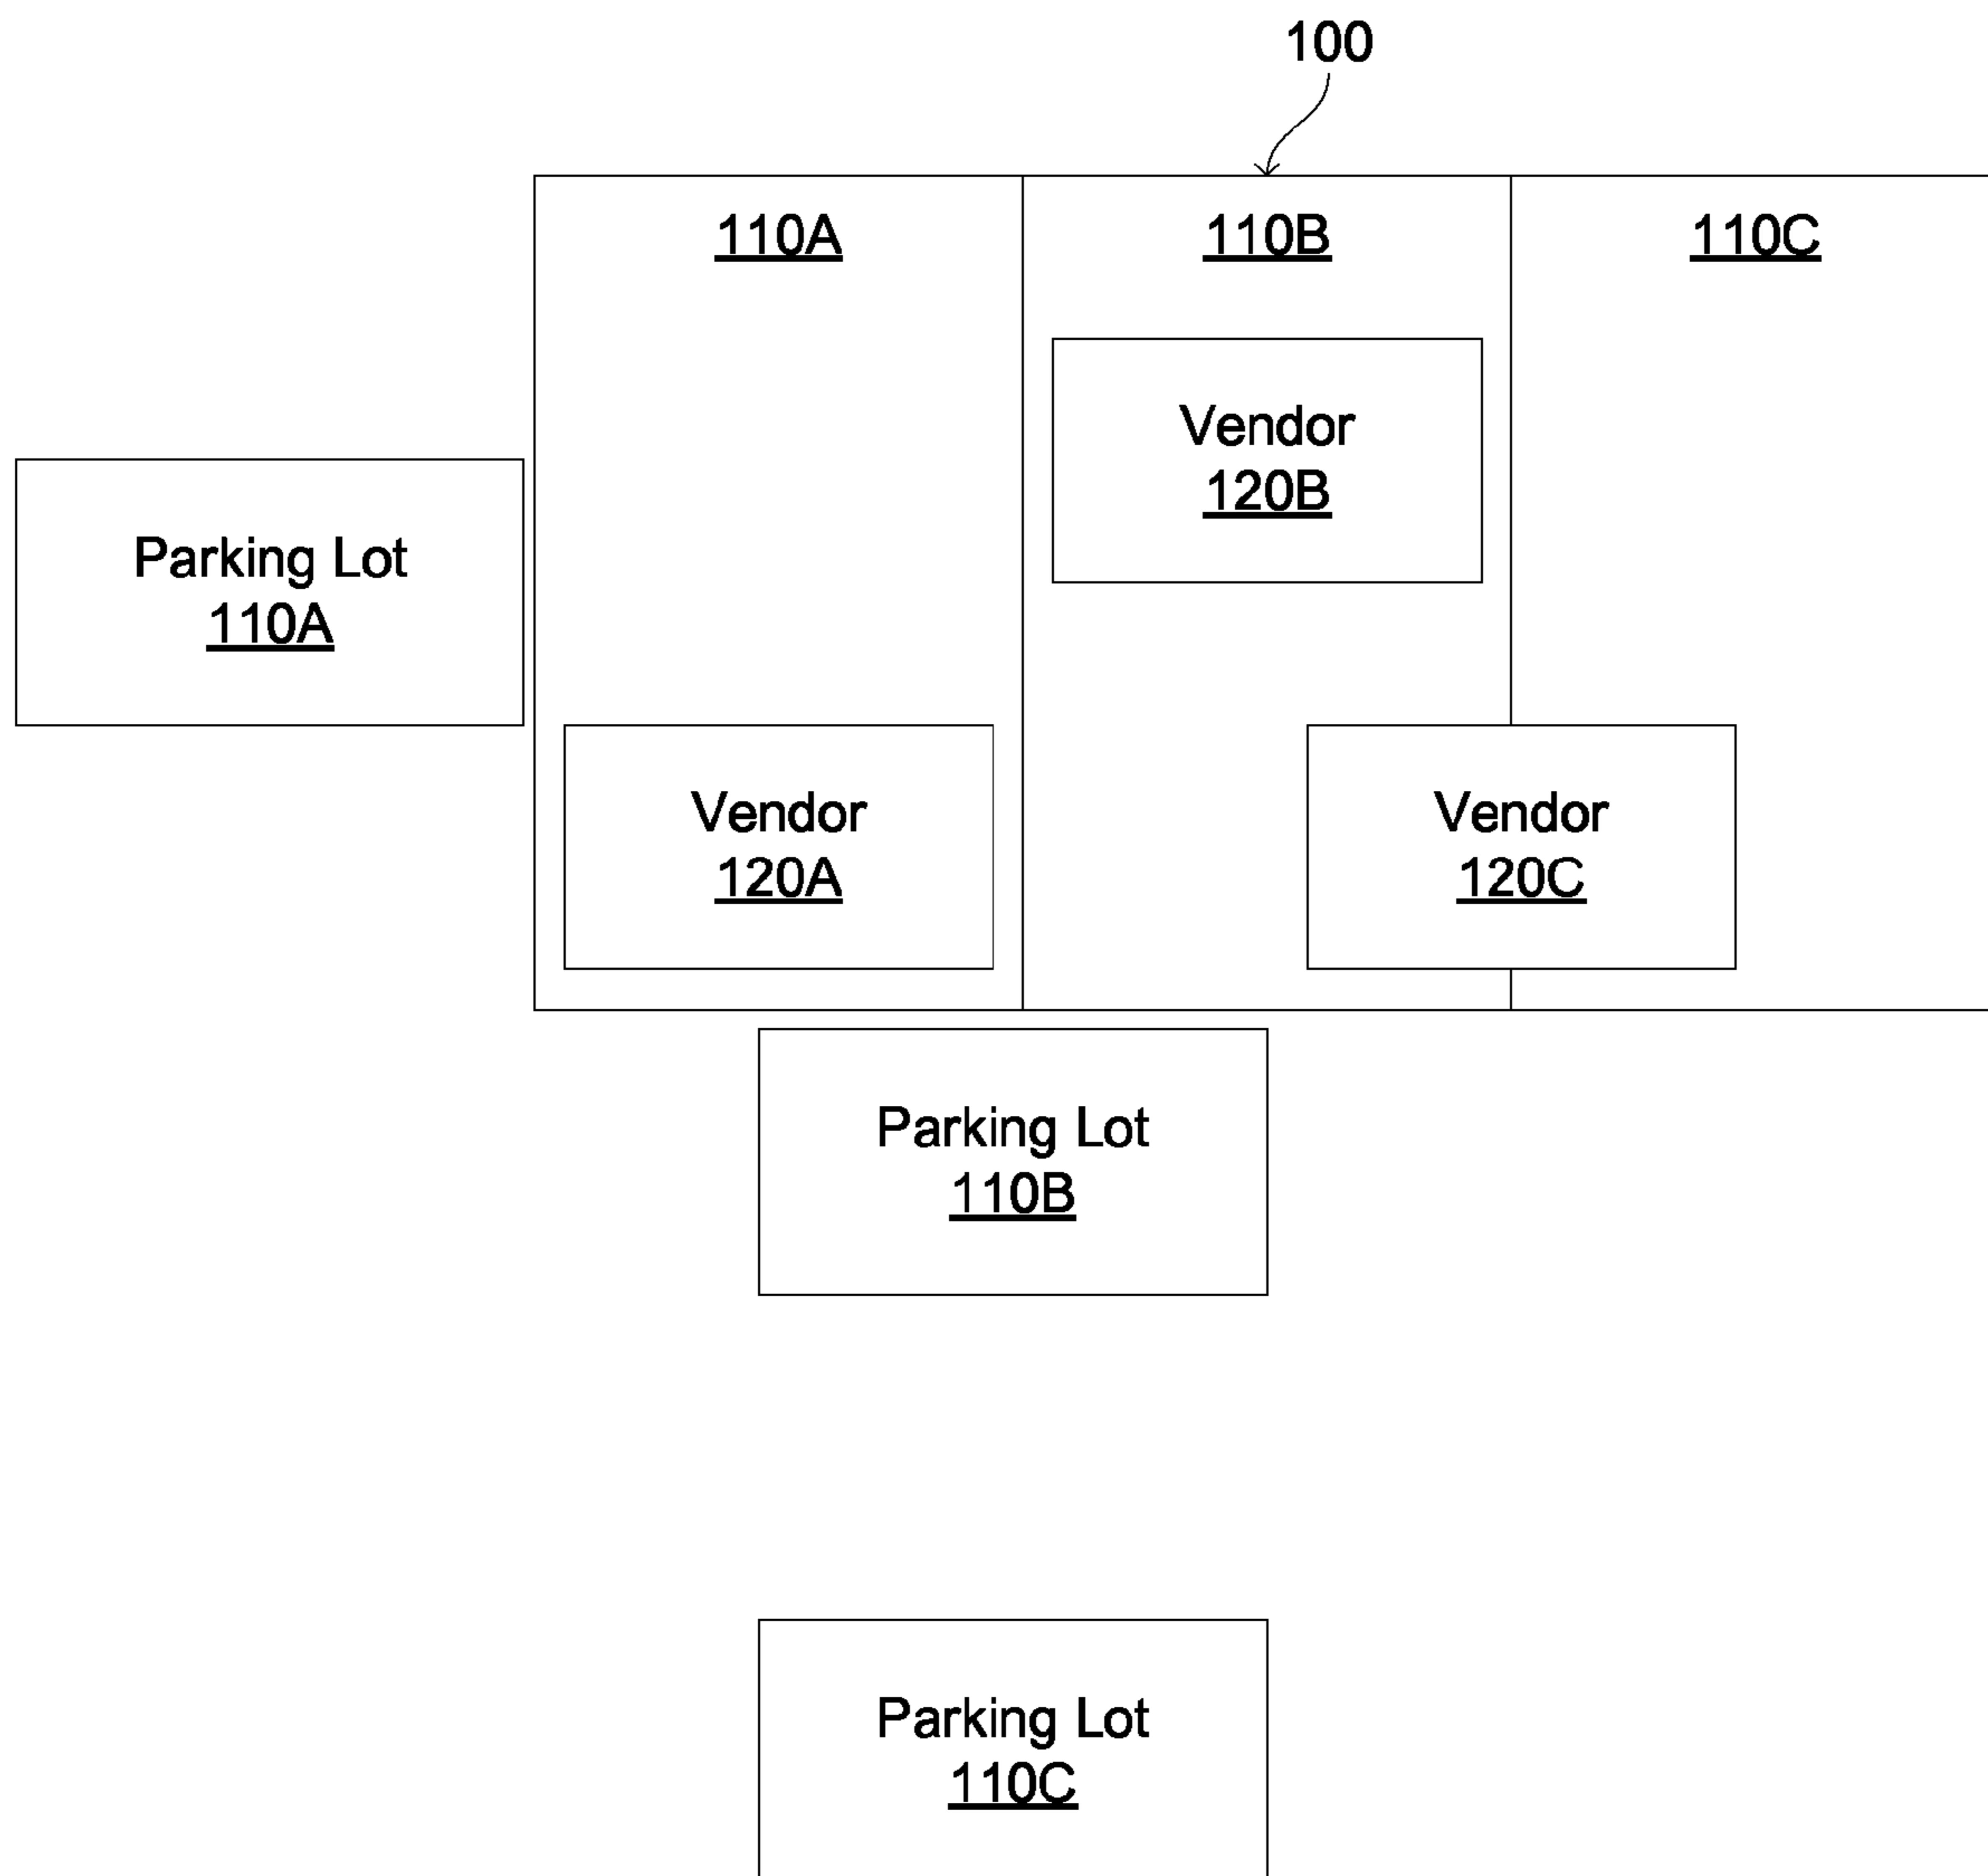 100
110A
110B
110C
Vendor
120B
Parking Lot
110A
Vendor
120A
Vendor
120C
Parking Lot
110B
Parking Lot
110C